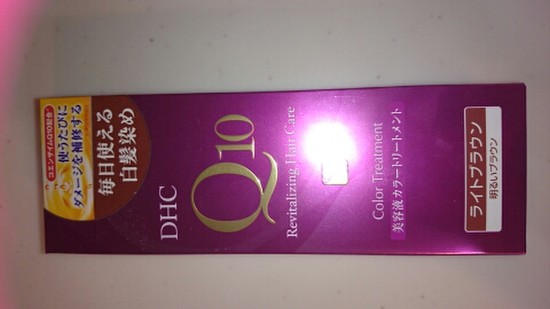 コエンザイムQ10配合
使うたびに
ダメージを補修する
毎日使える
白髪染め
DHC
Q10
Revitalizing Hair Care
Color Treatment
美容液カラートリートメント
ライトブラウン
明るいブラウン